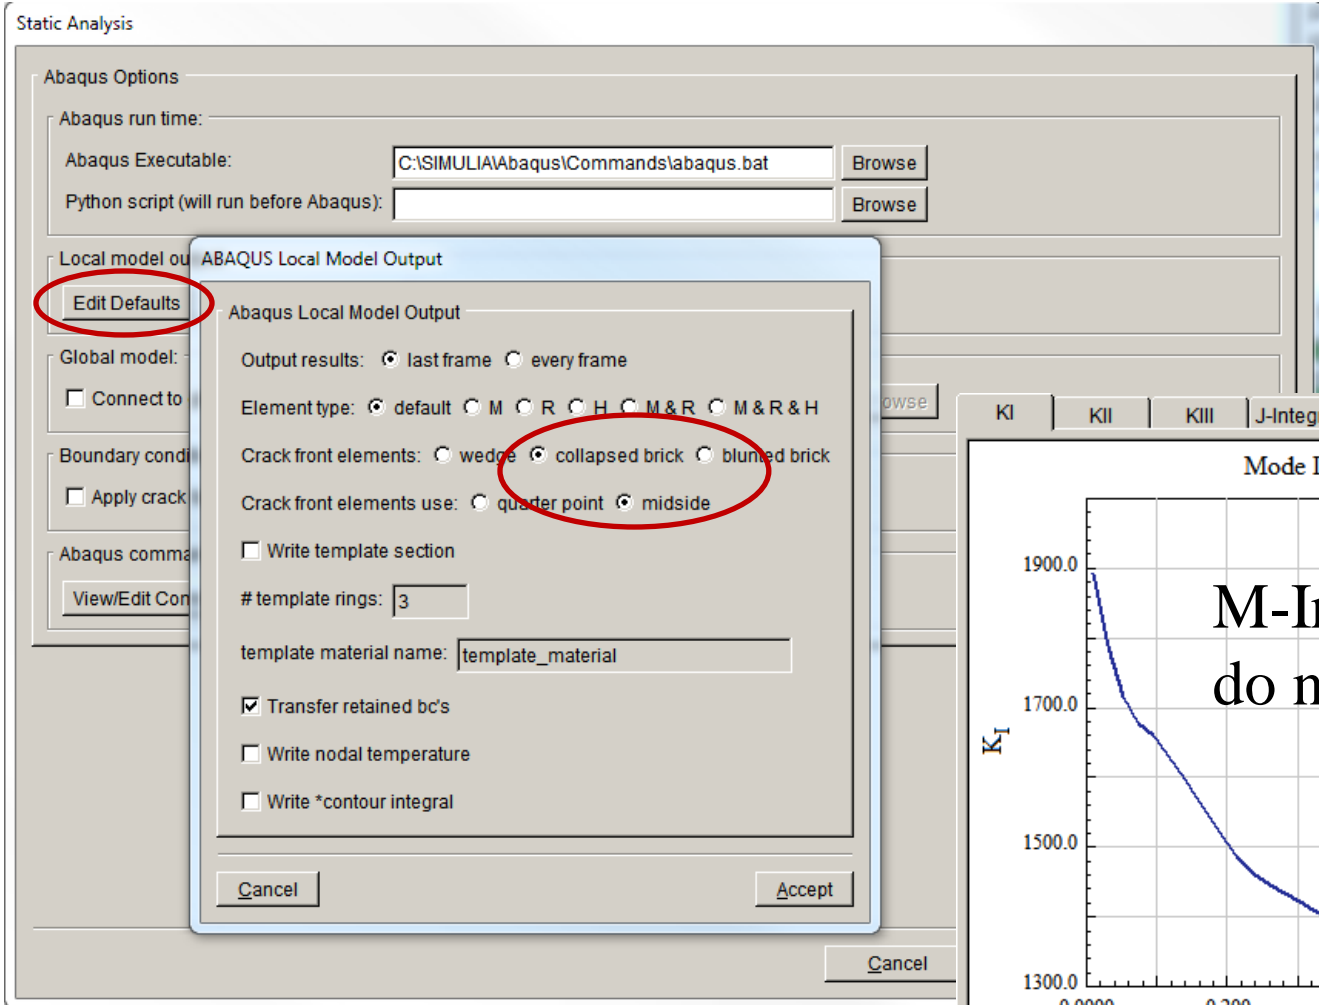 Static Analysis
Abaqus Options
Abaqus run time:
Abaqus Executable: C:\SIMULIA\Abaqus\Commands\abaqus.bat Browse
Python script (will run before Abaqus): Browse
Local model ou
Edit Defaults
Global model:
Connect to
Boundary condi
Apply crack
Abaqus comma
View/Edit Con
ABAQUS Local Model Output
Abaqus Local Model Output
Output results: last frame every frame
Element type: default M R H M & R M & R & H
Crack front elements: wedge collapsed brick blunted brick
Crack front elements use: quarter point midside
Write template section
# template rings: 3
template material name: template_material
Transfer retained bc's
Write nodal temperature
Write *contour integral
Cancel Accept
Cancel
owse
KI KII KIII J-Integ
Mode I
1900.0
M-I
do n
1700.0
KI
1500.0
1300.0